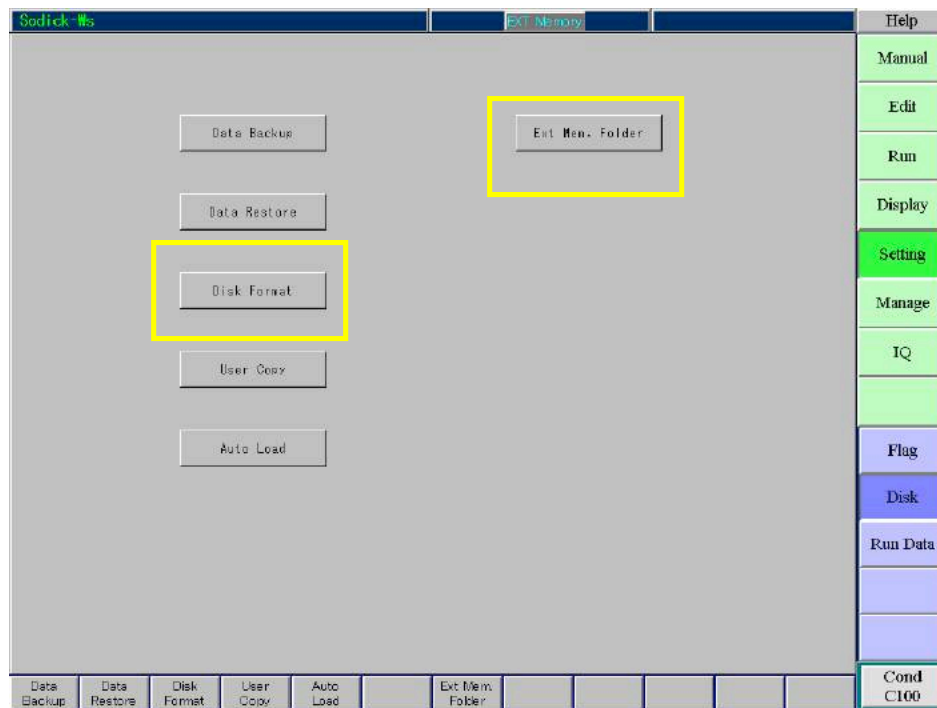 Sodick-Ws
EXT Memory
Help
Manual
Edit
Run
Display
Setting
Manage
IQ
Flag
Disk
Run Data
Cond
C100
Data Backup
Ext Mem. Folder
Data Restore
Disk Format
User Copy
Auto Load
Data
Backup
Data
Restore
Disk
Format
User
Copy
Auto
Load
Ext Mem.
Folder